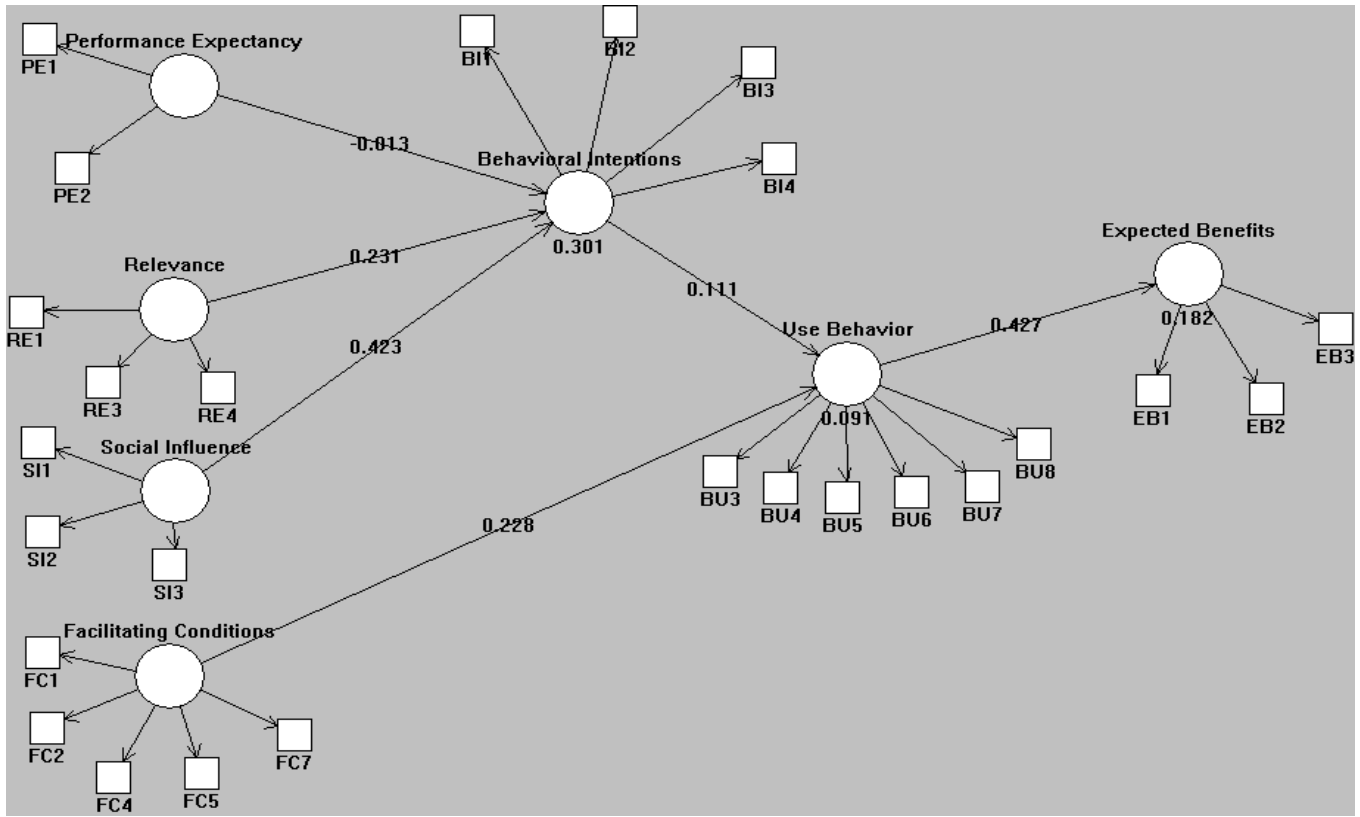 Performance Expectancy
PE1
PE2
-0.013
BI1
BI2
BI3
BI4
Behavioral Intentions
0.301
Relevance
RE1
RE3
RE4
0.231
Social Influence
SI1
SI2
SI3
0.423
0.111
Expected Benefits
0.182
EB1
EB2
EB3
Use Behavior
0.427
0.091
BU3
BU4
BU5
BU6
BU7
BU8
0.228
Facilitating Conditions
FC1
FC2
FC4
FC5
FC7